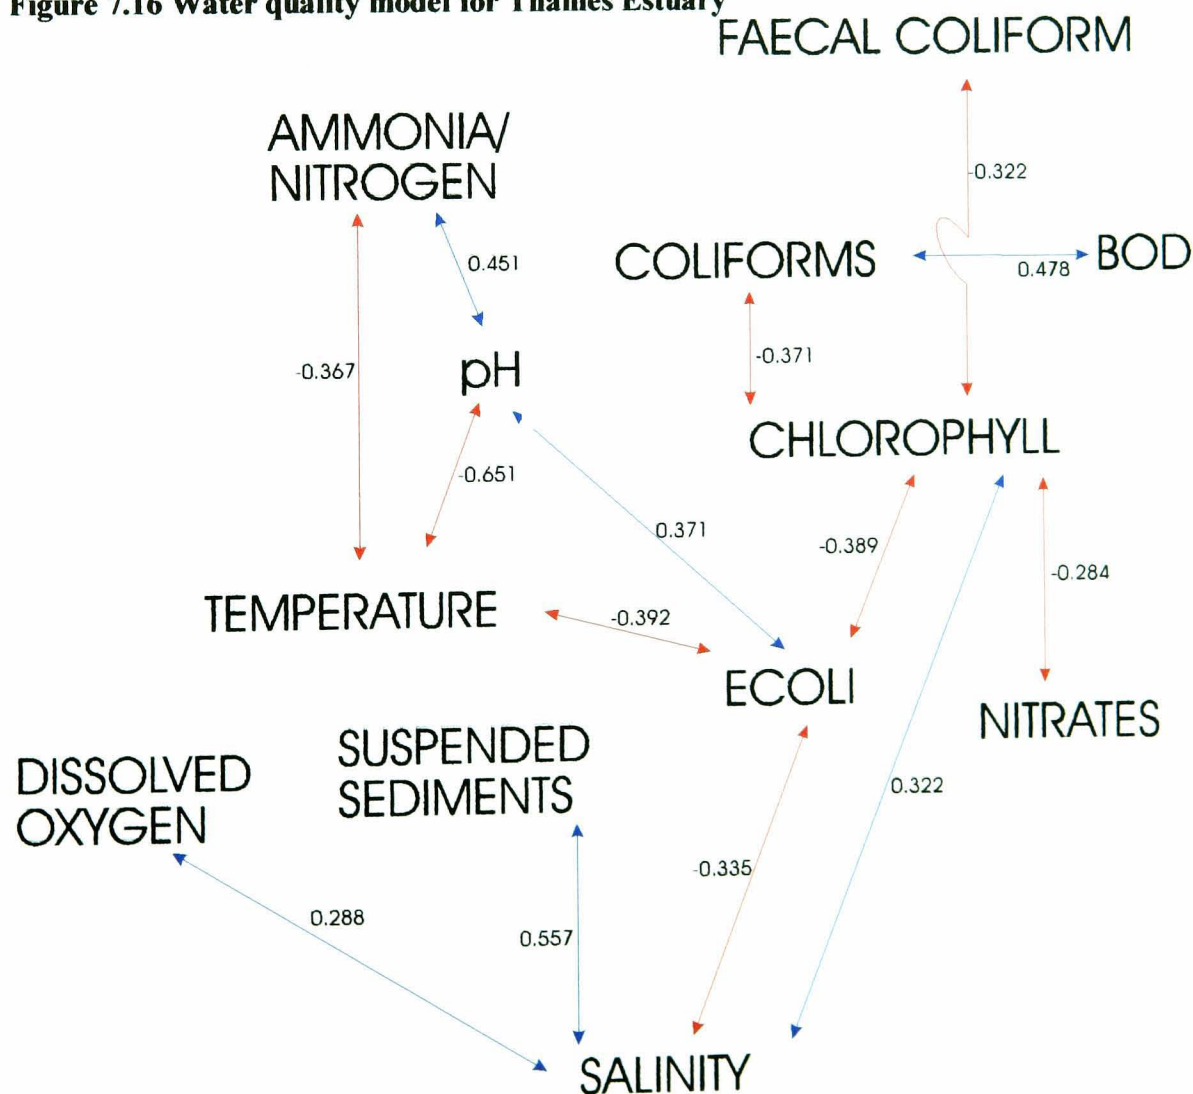 Figure 7.16 Water quality model for Thames Estuary
FAECAL COLIFORM
AMMONIA/
NITROGEN
-0.322
COLIFORMS
BOD
0.451
0.478
-0.367
pH
-0.371
CHLOROPHYLL
-0.651
0.371
-0.389
-0.284
TEMPERATURE
-0.392
ECOLI
NITRATES
SUSPENDED
SEDIMENTS
DISSOLVED
OXYGEN
0.322
-0.335
0.288
0.557
SALINITY